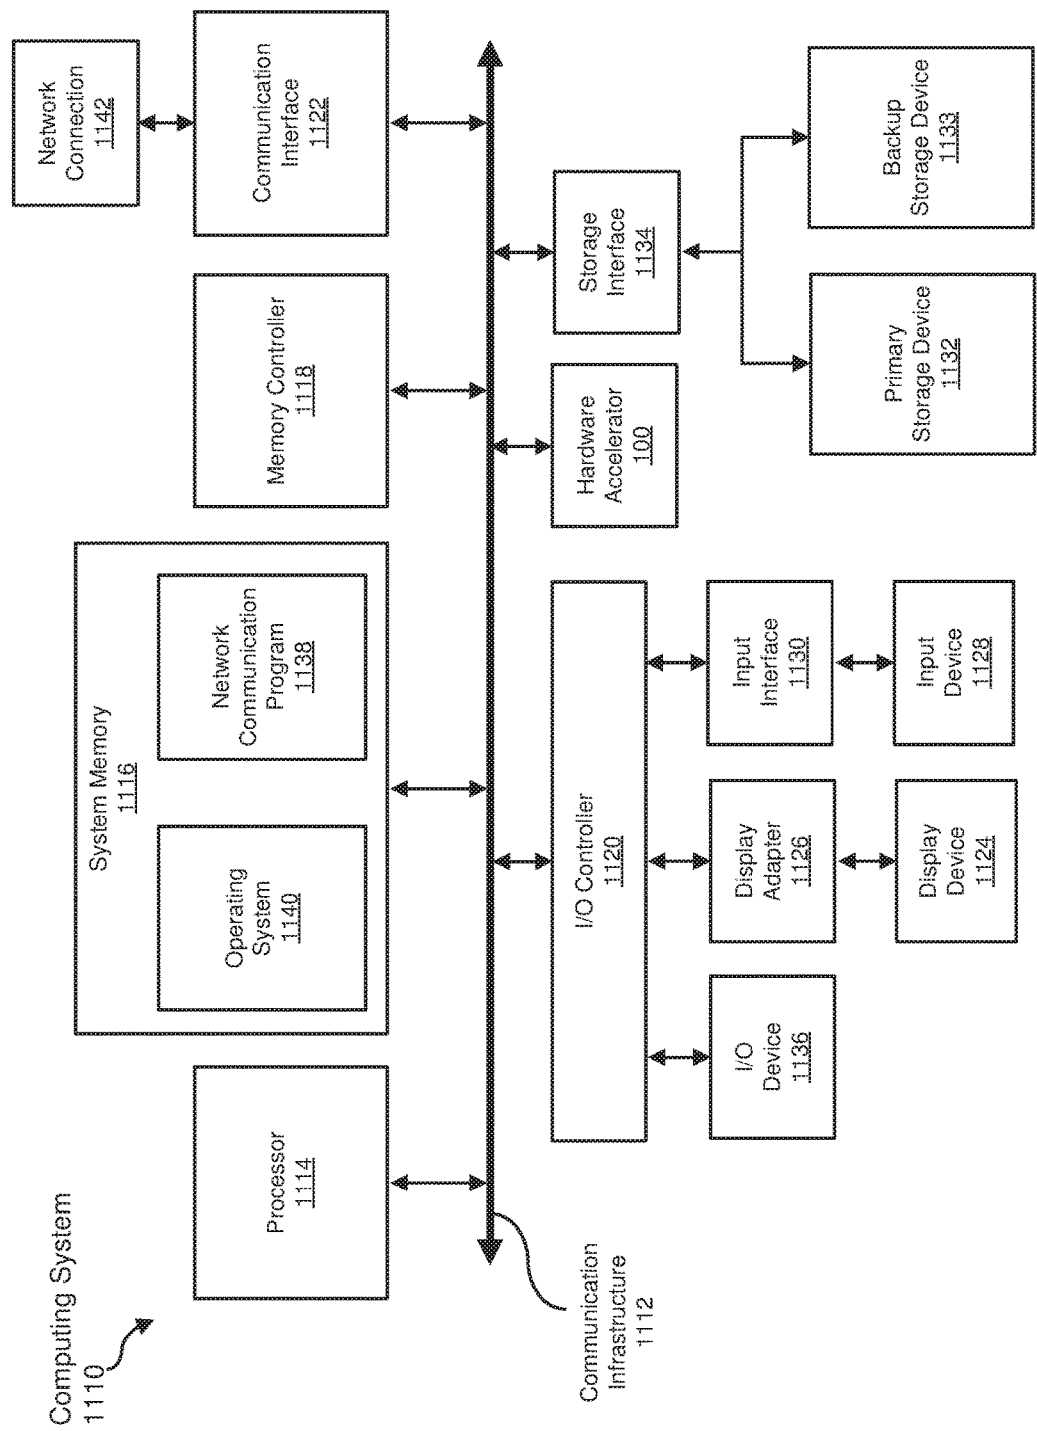 Computing System
1110
Processor
1114
System Memory
1116
Operating
System
1140
Network
Communication
Program
1138
Memory Controller
1118
Communication
Interface
1122
Network
Connection
1142
Communication
Infrastructure
1112
I/O Controller
1120
Hardware
Accelerator
100
Storage
Interface
1134
I/O
Device
1136
Display
Adapter
1126
Input
Interface
1130
Display
Device
1124
Input
Device
1128
Primary
Storage Device
1132
Backup
Storage Device
1133